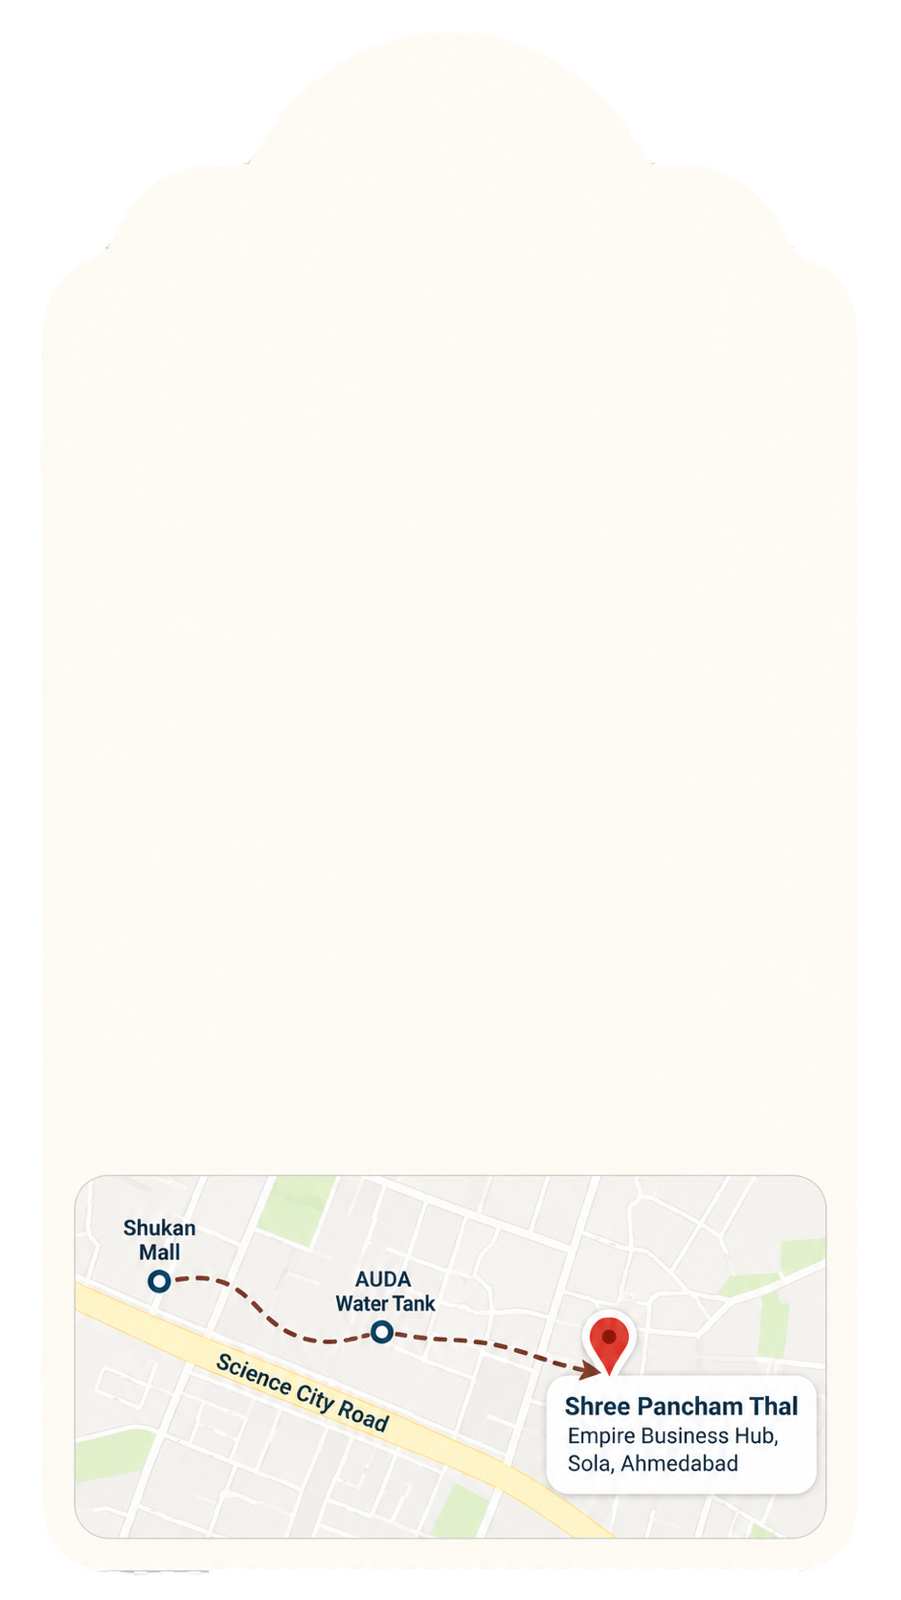 Shukan
Mall
AUDA
Water Tank
Science City Road
Shree Pancham Thal
Empire Business Hub,
Sola, Ahmedabad